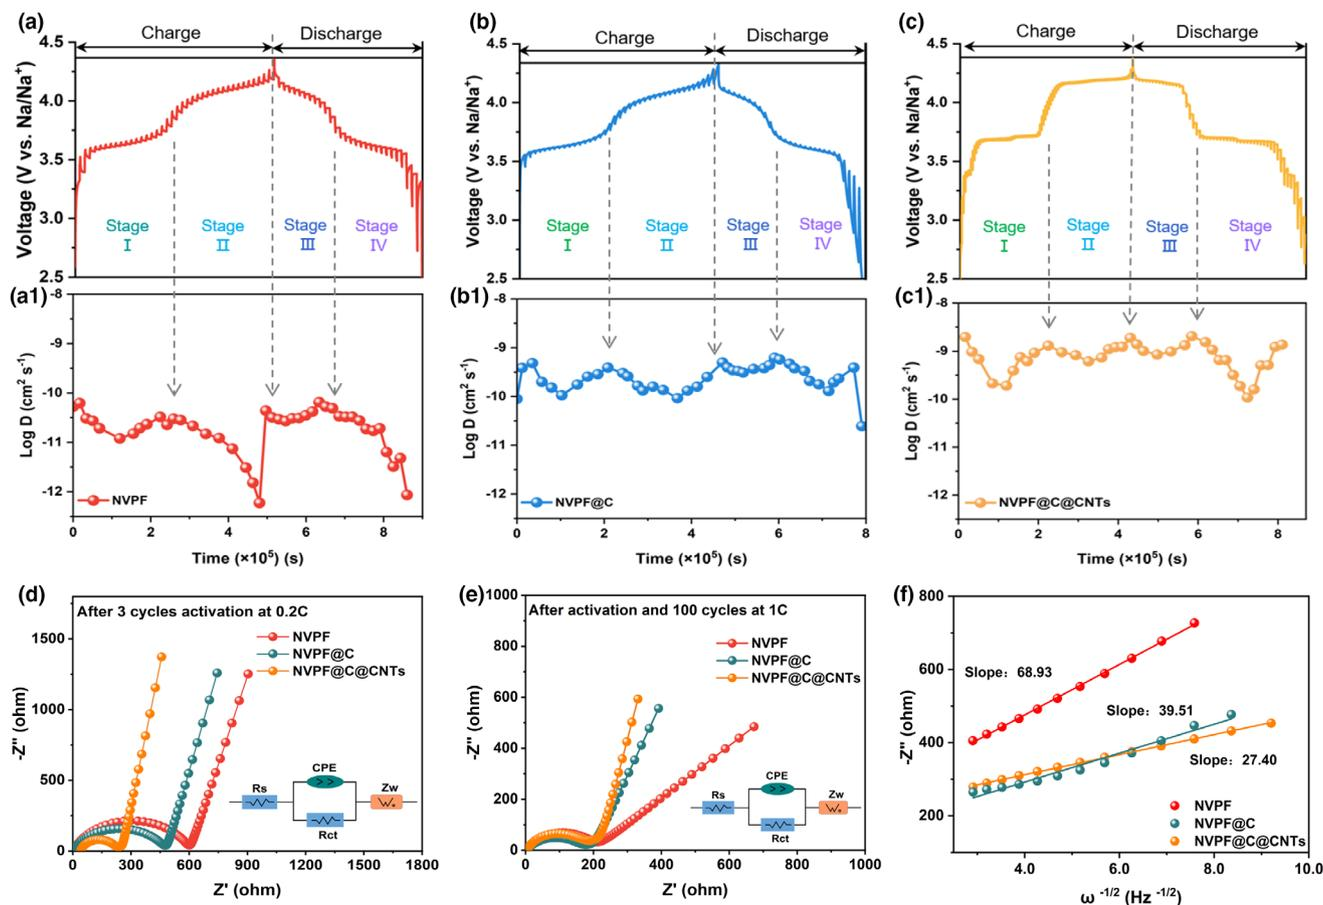 (a)
Charge
Discharge
4.5
4.0
3.5
3.0
2.5
Voltage (V vs. Na/Na⁺)
Stage
I
Stage
II
Stage
III
Stage
IV
(b)
Charge
Discharge
4.5
4.0
3.5
3.0
2.5
Voltage (V vs. Na/Na⁺)
Stage
I
Stage
II
Stage
III
Stage
IV
(c)
Charge
Discharge
4.5
4.0
3.5
3.0
2.5
Voltage (V vs. Na/Na⁺)
Stage
I
Stage
II
Stage
III
Stage
IV
(a1)
-8
-9
-10
-11
-12
Log D (cm² s⁻¹)
NVPF
0 2 4 6 8
Time (×10⁵) (s)
(b1)
-8
-9
-10
-11
-12
Log D (cm² s⁻¹)
NVPF@C
0 2 4 6 8
Time (×10⁵) (s)
(c1)
-8
-9
-10
-11
-12
Log D (cm² s⁻¹)
NVPF@C@CNTs
0 2 4 6 8
Time (×10⁵) (s)
(d)
After 3 cycles activation at 0.2C
NVPF
NVPF@C
NVPF@C@CNTs
1500
1000
500
0
-Z'' (ohm)
Rs
CPE
Rct
Zw
W
0 300 600 900 1200 1500 1800
Z' (ohm)
(e)
After activation and 100 cycles at 1C
NVPF
NVPF@C
NVPF@C@CNTs
1000
800
600
400
200
0
-Z'' (ohm)
Rs
CPE
Rct
Zw
W
0 200 400 600 800 1000
Z' (ohm)
(f)
800
600
400
200
-Z'' (ohm)
Slope: 68.93
Slope: 39.51
Slope: 27.40
NVPF
NVPF@C
NVPF@C@CNTs
4.0 6.0 8.0 10.0
ω ⁻¹/² (Hz ⁻¹/²)